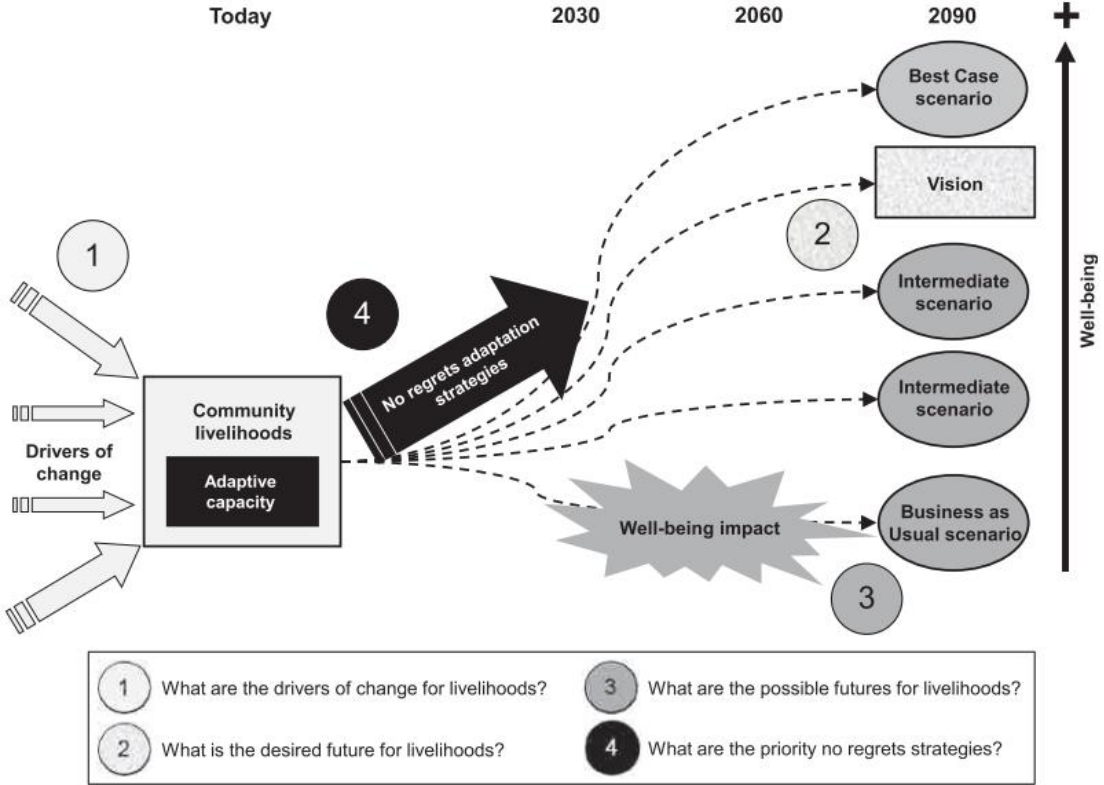 Today 2030 2060 2090 +
Best Case
scenario
Vision
1
2
Well-being
Intermediate
scenario
4
No regrets adaptation
strategies
Intermediate
scenario
Community
livelihoods
Drivers of
change
Adaptive
capacity
Well-being impact
Business as
Usual scenario
3
1 What are the drivers of change for livelihoods?
2 What is the desired future for livelihoods?
3 What are the possible futures for livelihoods?
4 What are the priority no regrets strategies?